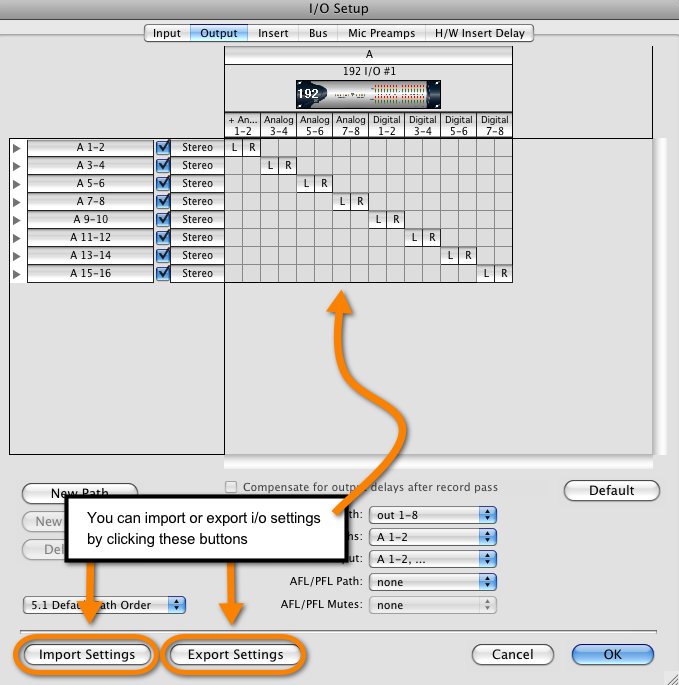 I/O Setup
Input Output Insert Bus Mic Preamps H/W Insert Delay
A
192 I/O #1
192
+ An... Analog Analog Analog Digital Digital Digital Digital
1-2 3-4 5-6 7-8 1-2 3-4 5-6 7-8
A 1-2 Stereo L R
A 3-4 Stereo L R
A 5-6 Stereo L R
A 7-8 Stereo L R
A 9-10 Stereo L R
A 11-12 Stereo L R
A 13-14 Stereo L R
A 15-16 Stereo L R
Compensate for output delays after record pass
New Path
Default
New
Del
You can import or export i/o settings
by clicking these buttons
th: out 1-8
ns: A 1-2
ut: A 1-2, ...
AFL/PFL Path: none
5.1 Default Path Order
AFL/PFL Mutes: none
Import Settings Export Settings Cancel OK